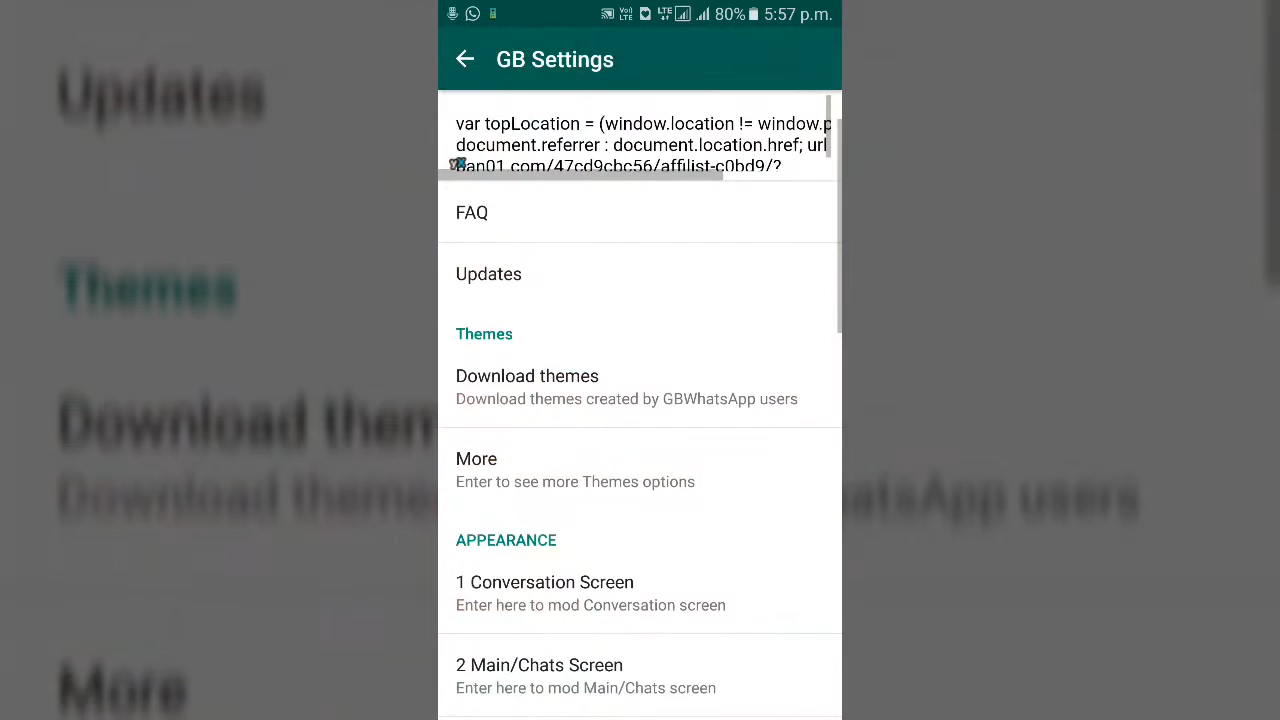 80% 5:57 p.m.
GB Settings
var topLocation = (window.location != window.p
document.referrer : document.location.href; url
ban01.com/47cd9cbc56/affilist-c0bd9/?
FAQ
Updates
Themes
Download themes
Download themes created by GBWhatsApp users
More
Enter to see more Themes options
APPEARANCE
1 Conversation Screen
Enter here to mod Conversation screen
2 Main/Chats Screen
Enter here to mod Main/Chats screen
Updates
Themes
Download them
Download themes
atsApp users
More